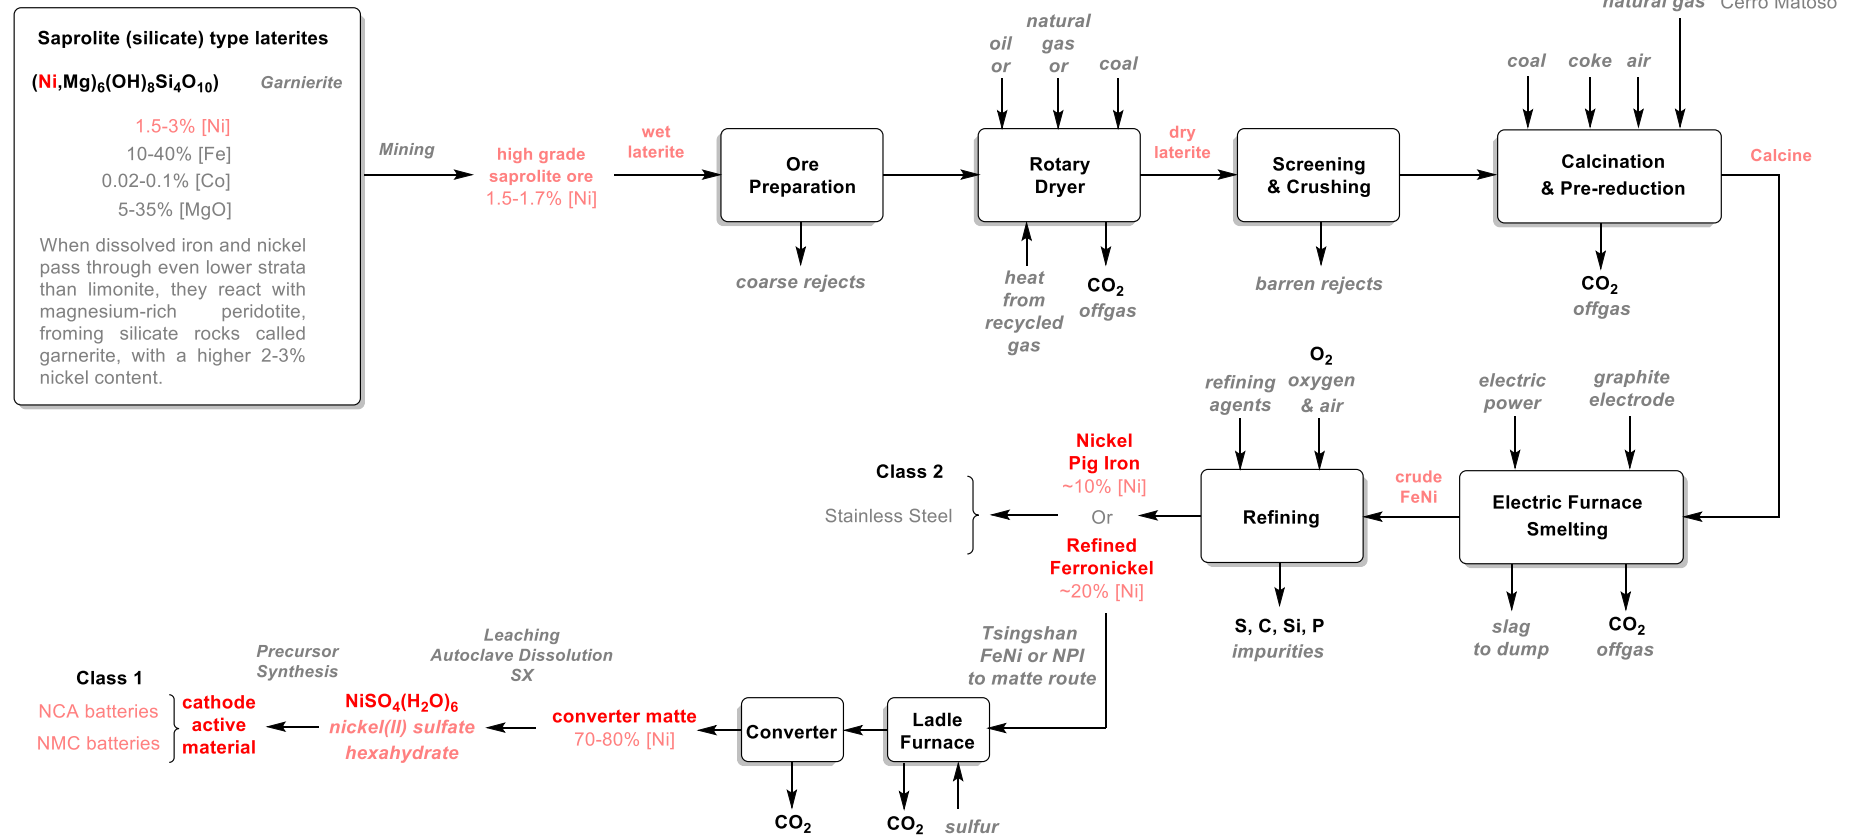 Saprolite (silicate) type laterites
(Ni,Mg)6(OH)8Si4O10) Garnierite
1.5-3% [Ni]
10-40% [Fe]
0.02-0.1% [Co]
5-35% [MgO]
When dissolved iron and nickel
pass through even lower strata
than limonite, they react with
magnesium-rich peridotite,
froming silicate rocks called
garnerite, with a higher 2-3%
nickel content.
Mining
high grade
saprolite ore
1.5-1.7% [Ni]
wet
laterite
Ore
Preparation
coarse rejects
oil
or
natural
gas
or
coal
Rotary
Dryer
heat
from
recycled
gas
CO2
offgas
dry
laterite
Screening
& Crushing
barren rejects
coal
coke
air
natural gas Cerro Matoso
Calcination
& Pre-reduction
CO2
offgas
Calcine
electric
power
graphite
electrode
Electric Furnace
Smelting
slag
to dump
CO2
offgas
crude
FeNi
refining
agents
O2
oxygen
& air
Refining
S, C, Si, P
impurities
Nickel
Pig Iron
~10% [Ni]
Or
Refined
Ferronickel
~20% [Ni]
Class 2
Stainless Steel
Tsingshan
FeNi or NPI
to matte route
Ladle
Furnace
CO2
sulfur
Converter
CO2
converter matte
70-80% [Ni]
Leaching
Autoclave Dissolution
SX
NiSO4(H2O)6
nickel(II) sulfate
hexahydrate
Precursor
Synthesis
cathode
active
material
Class 1
NCA batteries
NMC batteries